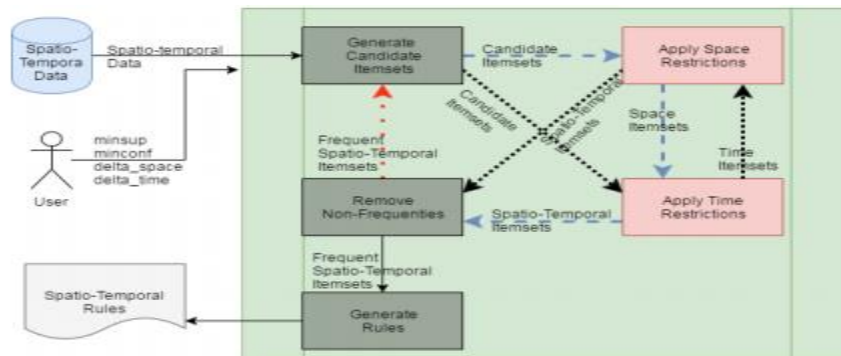 Spatio-
Tempora
Data
Spatio-temporal
Data
Generate
Candidate
Itemsets
Candidate
Itemsets
Apply Space
Restrictions
Candidate
Itemsets
Spatio-Temporal
Itemsets
Space
Itemsets
Time
Itemsets
minsup
minconf
delta_space
delta_time
User
Frequent
Spatio-Temporal
Itemsets
Remove
Non-Frequenties
Spatio-Temporal
Itemsets
Apply Time
Restrictions
Frequent
Spatio-Temporal
Itemsets
Spatio-Temporal
Rules
Generate
Rules